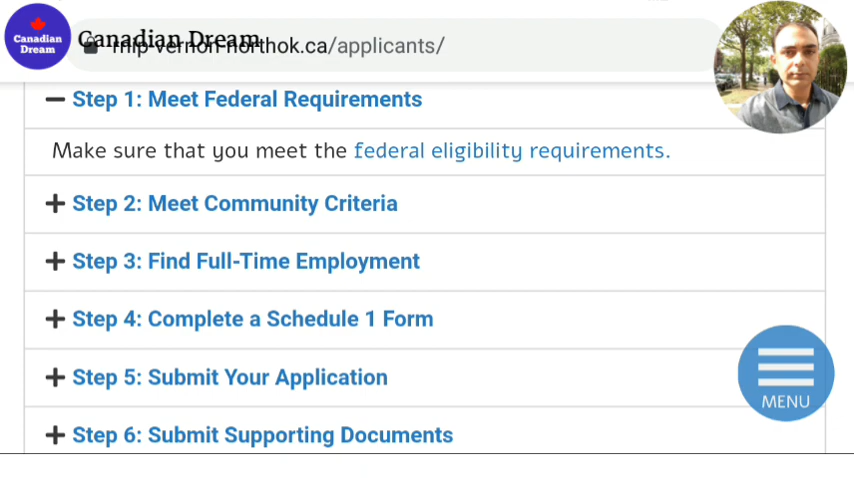 Canadian Dream
Canadian
Dream
rnip-vernon-northok.ca/applicants/
Step 1: Meet Federal Requirements
Make sure that you meet the federal eligibility requirements.
Step 2: Meet Community Criteria
Step 3: Find Full-Time Employment
Step 4: Complete a Schedule 1 Form
Step 5: Submit Your Application
MENU
Step 6: Submit Supporting Documents